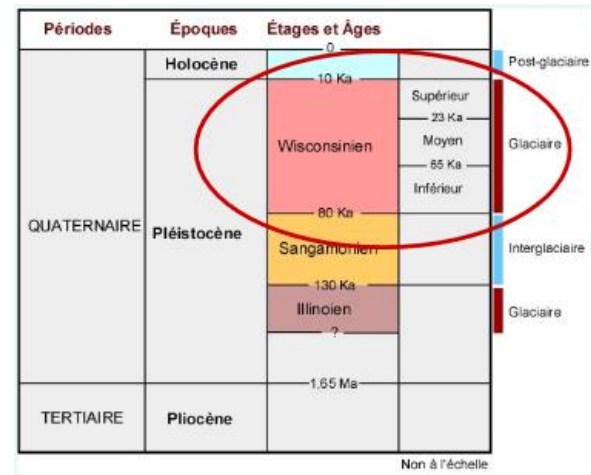 Périodes Époques Étages et Âges
0
Holocène Post-glaciaire
10 Ka
Supérieur
23 Ka
Wisconsinien Moyen Glaciaire
65 Ka
Inférieur
80 Ka
QUATERNAIRE Pléistocène
Sangamonien Interglaciaire
130 Ka
Illinoien Glaciaire
?
1,65 Ma
TERTIAIRE Pliocène
Non à l'échelle